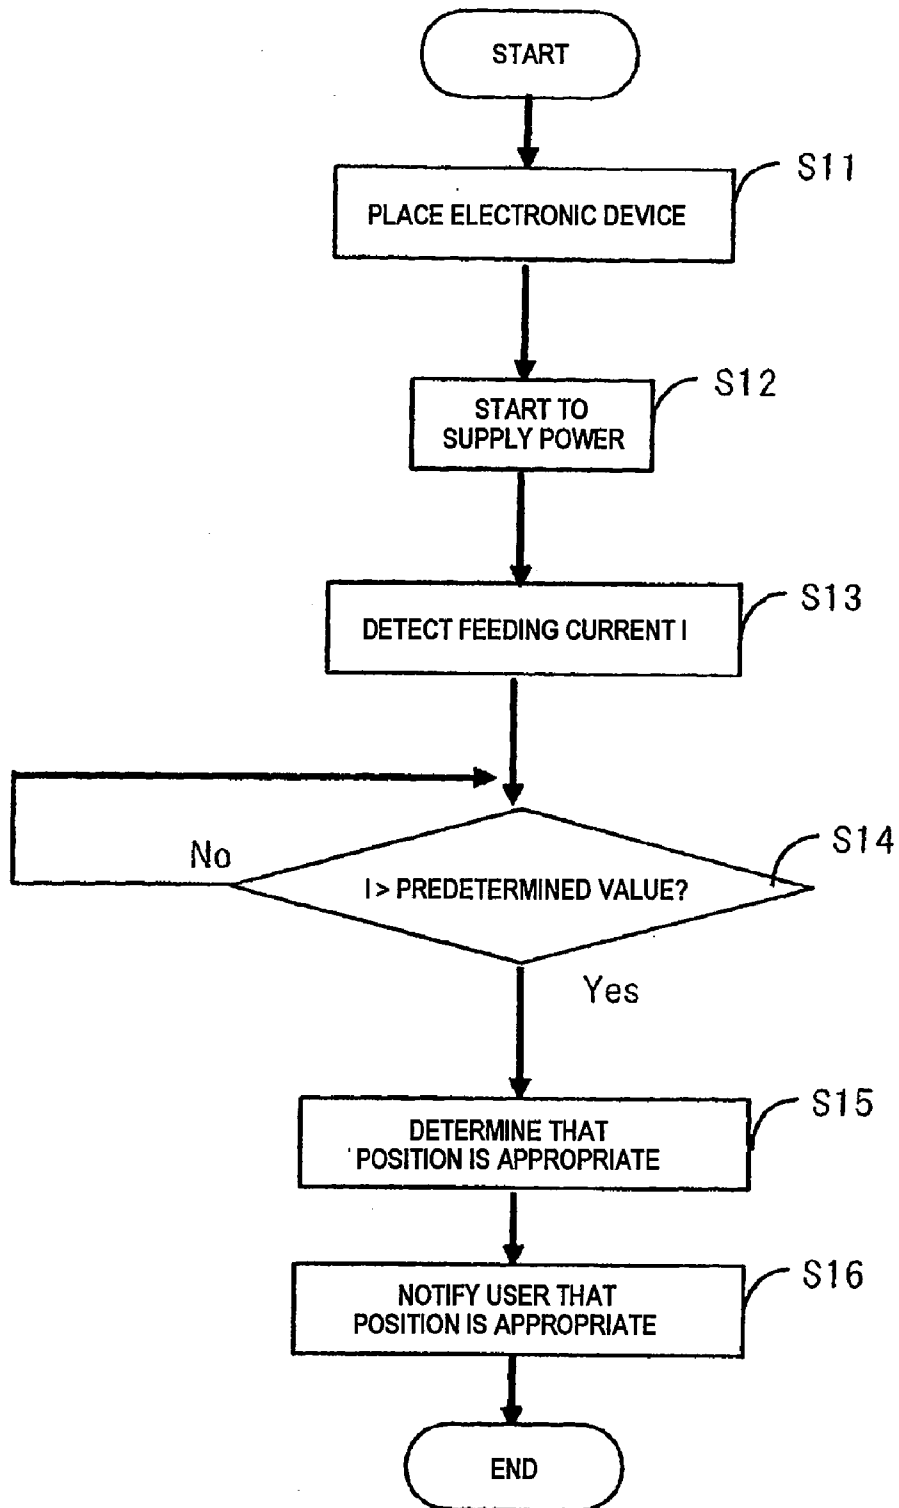 START
S11
PLACE ELECTRONIC DEVICE
S12
START TO
SUPPLY POWER
S13
DETECT FEEDING CURRENT I
S14
No
I > PREDETERMINED VALUE?
Yes
S15
DETERMINE THAT
POSITION IS APPROPRIATE
S16
NOTIFY USER THAT
POSITION IS APPROPRIATE
END